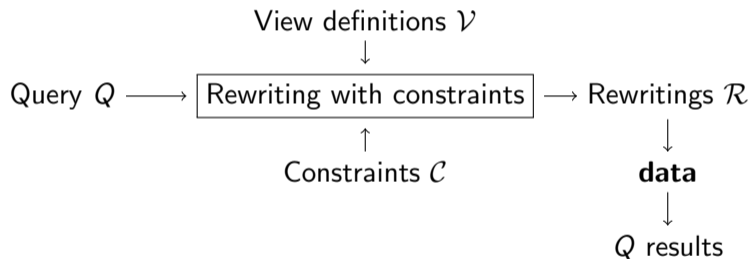 View definitions 𝒱
Query Q Rewriting with constraints Rewritings ℛ
Constraints 𝒞 data
Q results